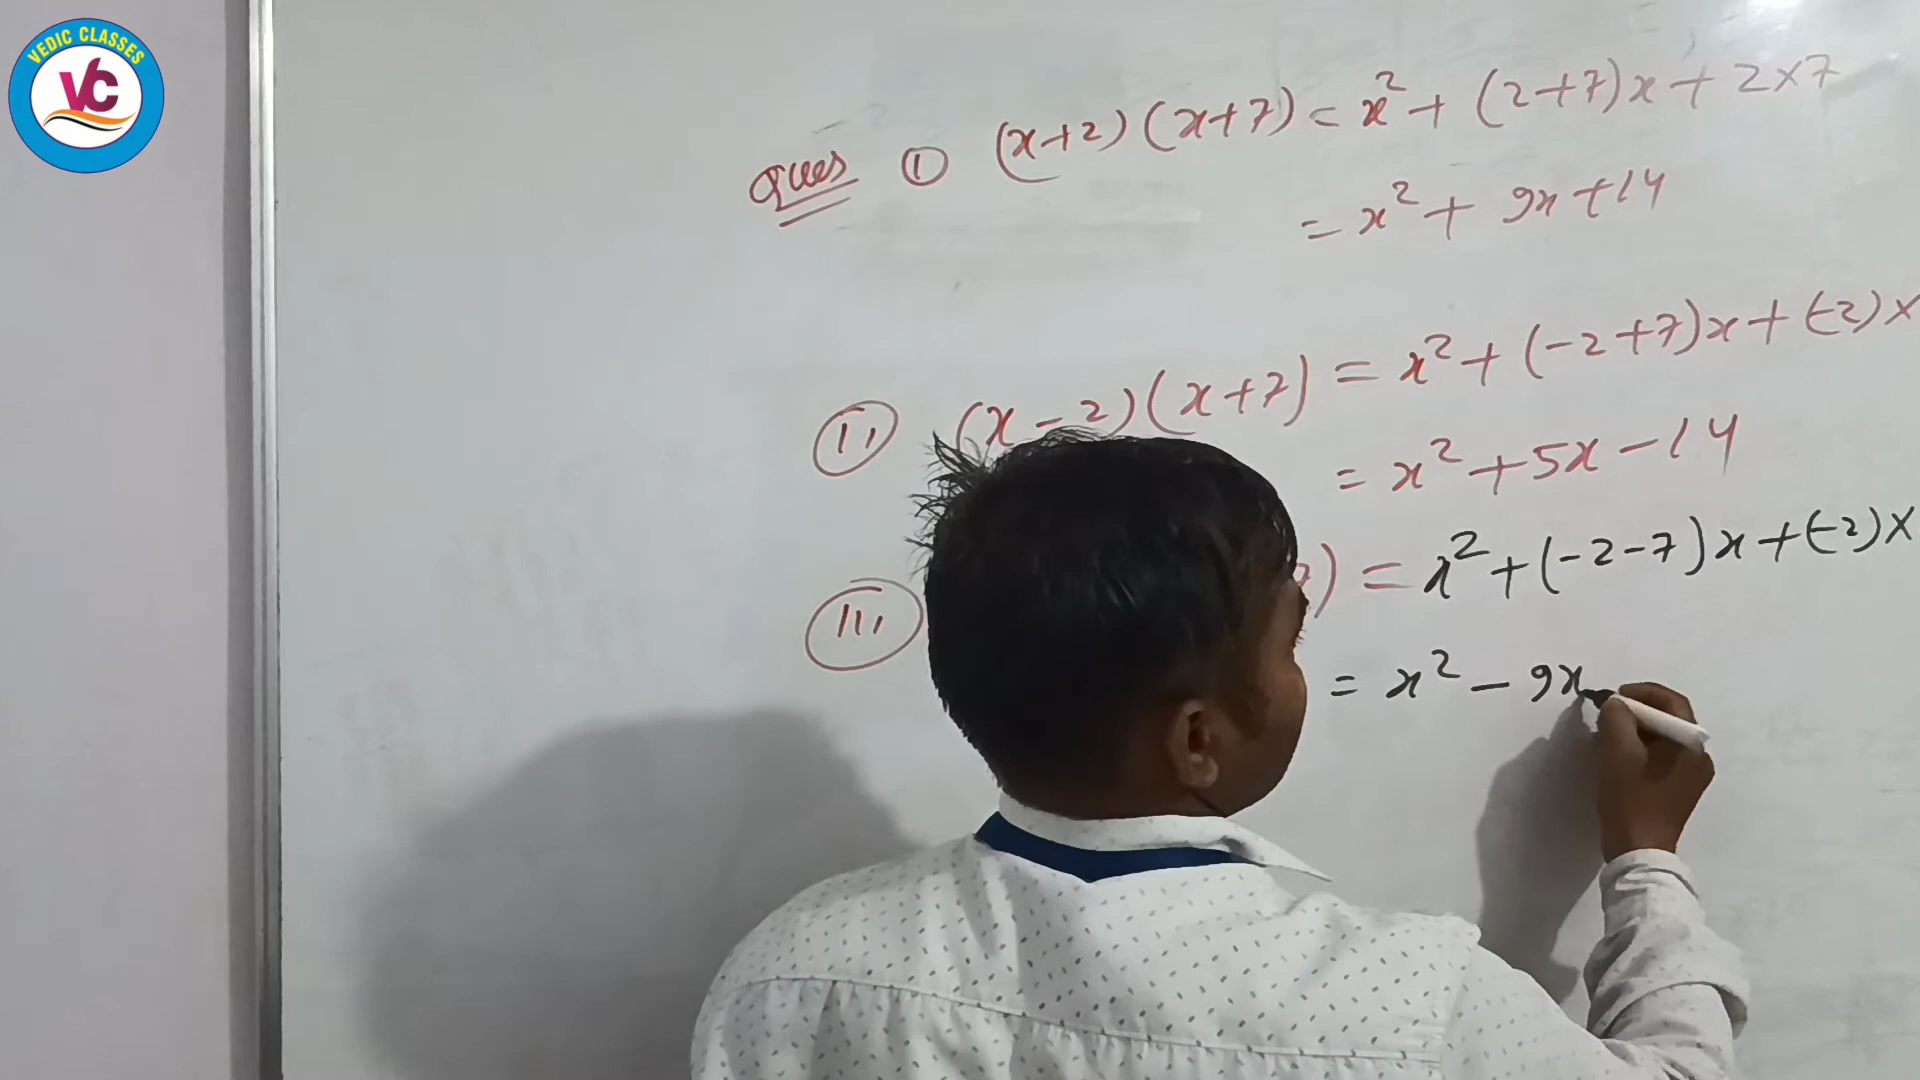 VEDIC CLASSES
VC
Ques ① (x+2)(x+7) = x² + (2+7)x + 2×7
= x² + 9x + 14
(ii) (x-2)(x+7) = x² + (-2+7)x + (-2)×
= x² + 5x - 14
(iii) ) = x² + (-2-7)x + (-2)×
= x² - 9x